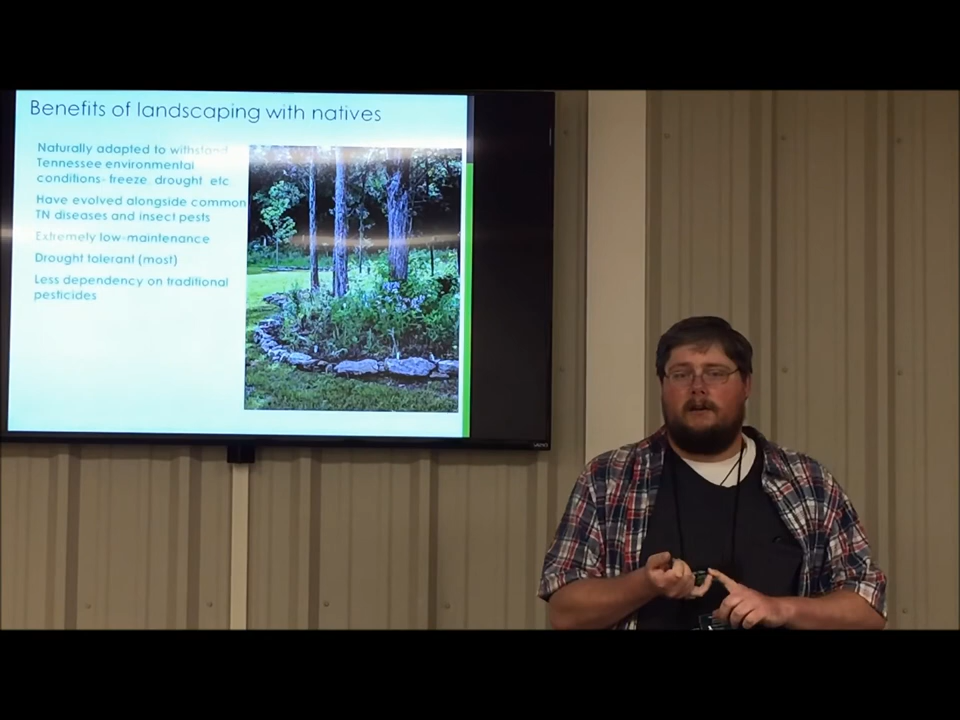 Benefits of landscaping with natives
Naturally adapted to withstand
Tennessee environmental
conditions- freeze, drought, etc
Have evolved alongside common
TN diseases and insect pests
Extremely low-maintenance
Drought tolerant (most)
Less dependency on traditional
pesticides
VIZIO